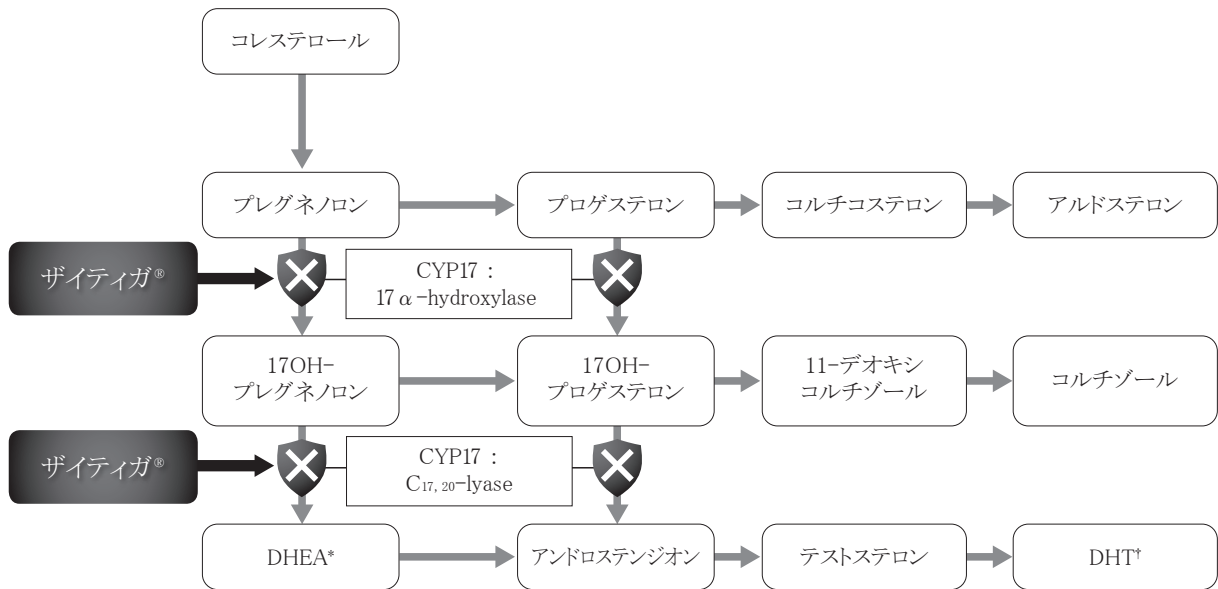 コレステロール
プレグネノロン
プロゲステロン
コルチコステロン
アルドステロン
ザイティガ®
CYP17：
17α-hydroxylase
17OH-
プレグネノロン
17OH-
プロゲステロン
11-デオキシ
コルチゾール
コルチゾール
ザイティガ®
CYP17：
C17, 20-lyase
DHEA*
アンドロステンジオン
テストステロン
DHT†